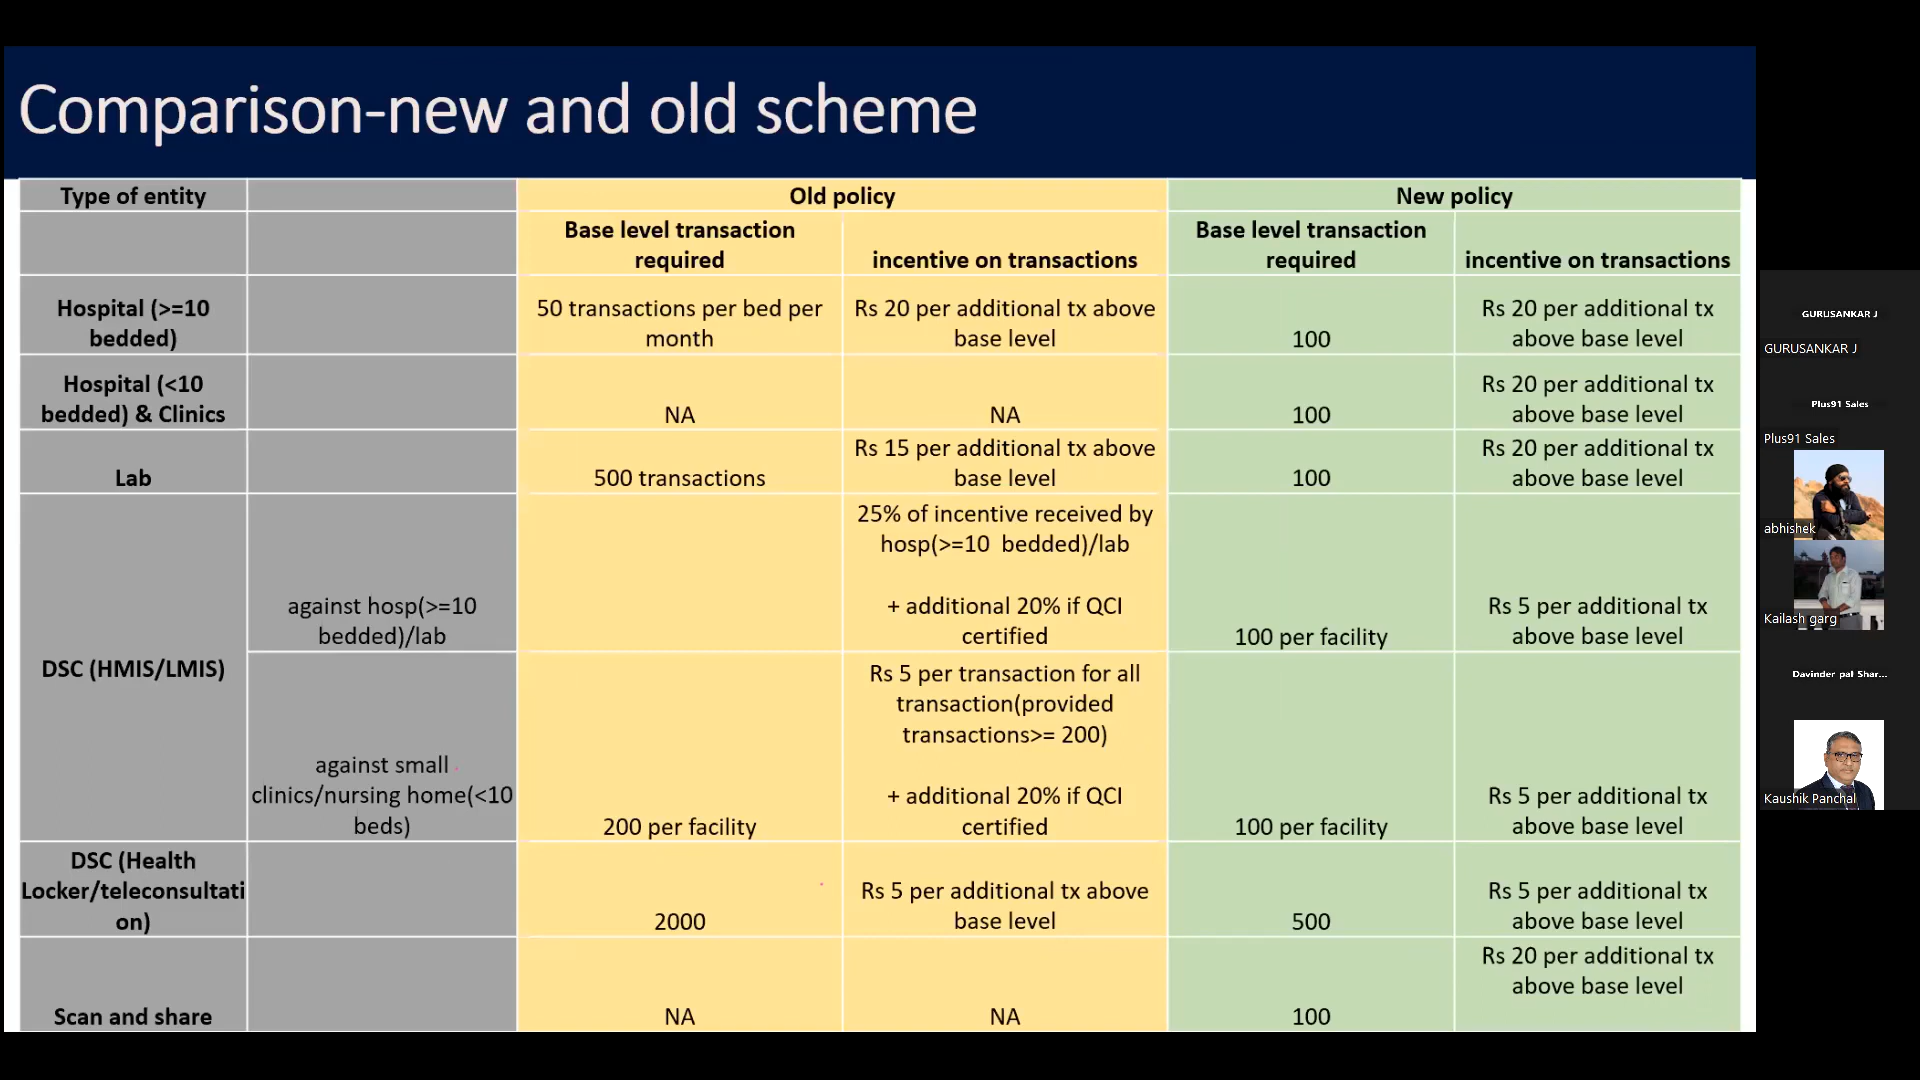 Comparison-new and old scheme
Type of entity
Old policy
New policy
Base level transaction
required
incentive on transactions
Base level transaction
required
incentive on transactions
Hospital (>=10
bedded)
50 transactions per bed per
month
Rs 20 per additional tx above
base level
100
Rs 20 per additional tx
above base level
Hospital (<10
bedded) & Clinics
NA
NA
100
Rs 20 per additional tx
above base level
Lab
500 transactions
Rs 15 per additional tx above
base level
100
Rs 20 per additional tx
above base level
DSC (HMIS/LMIS)
against hosp(>=10
bedded)/lab
25% of incentive received by
hosp(>=10 bedded)/lab
+ additional 20% if QCI
certified
100 per facility
Rs 5 per additional tx
above base level
against small
clinics/nursing home(<10
beds)
200 per facility
Rs 5 per transaction for all
transaction(provided
transactions>= 200)
+ additional 20% if QCI
certified
100 per facility
Rs 5 per additional tx
above base level
DSC (Health
Locker/teleconsultati
on)
2000
Rs 5 per additional tx above
base level
500
Rs 5 per additional tx
above base level
Scan and share
NA
NA
100
Rs 20 per additional tx
above base level
GURUSANKAR J
GURUSANKAR J
Plus91 Sales
Plus91 Sales
abhishek
Kailash garg
Davinder pal Shar...
Kaushik Panchal